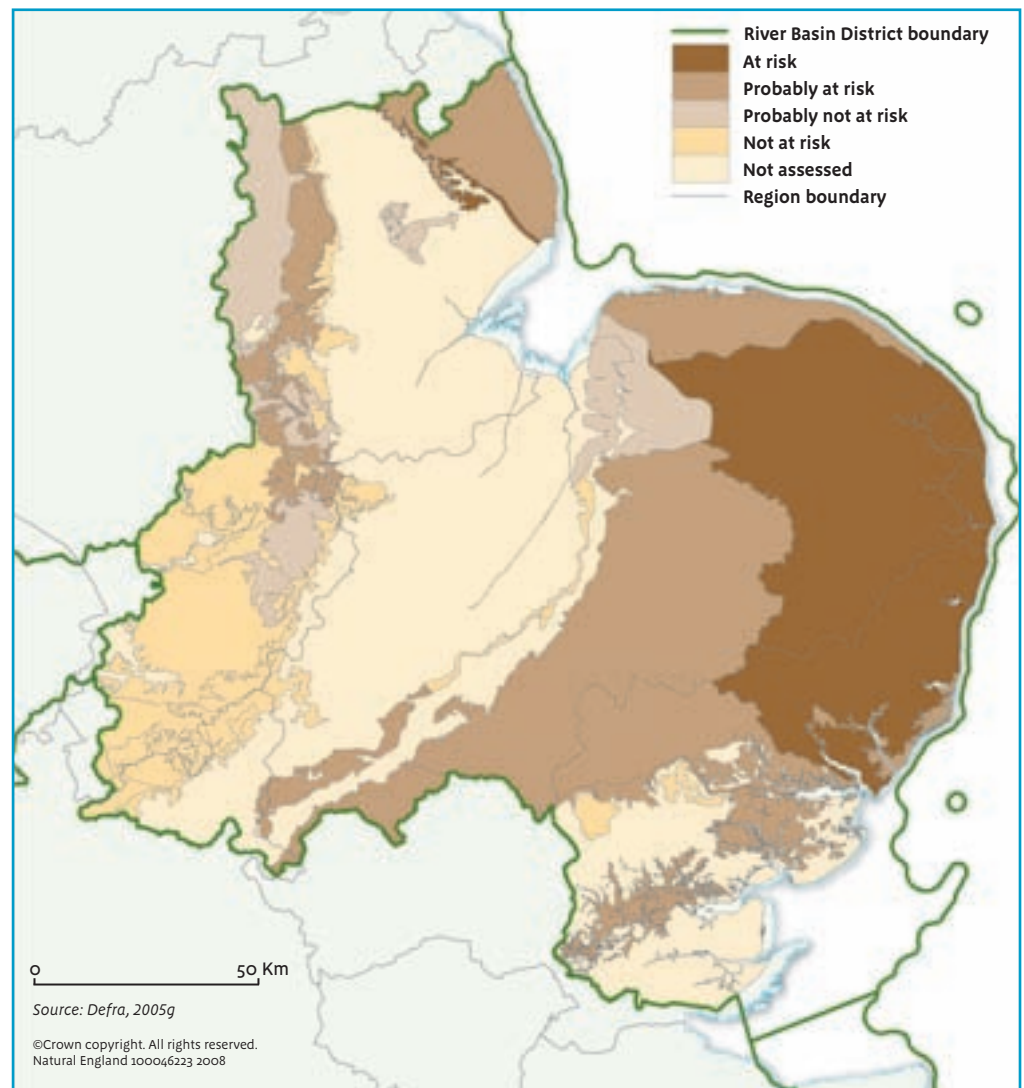 River Basin District boundary
At risk
Probably at risk
Probably not at risk
Not at risk
Not assessed
Region boundary
0 50 Km
Source: Defra, 2005g
©Crown copyright. All rights reserved.
Natural England 100046223 2008